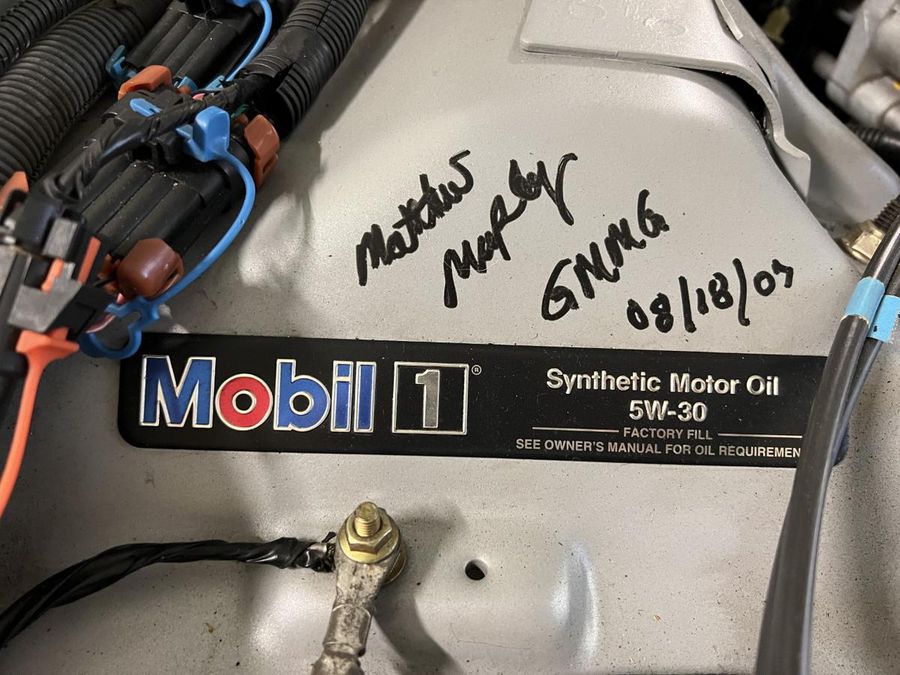 Matthew
Murphy
GMMG
08/18/07
Mobil 1®
Synthetic Motor Oil
5W-30
FACTORY FILL
SEE OWNER'S MANUAL FOR OIL REQUIREMEN